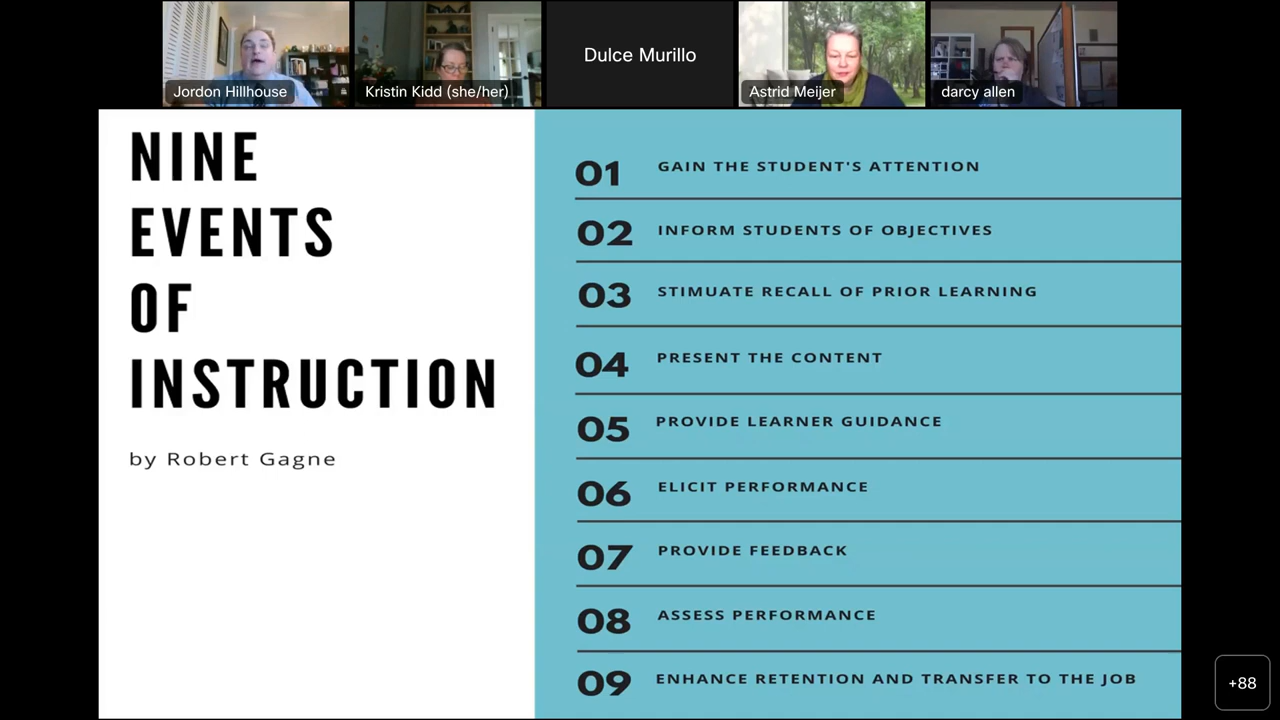 Jordon Hillhouse
Kristin Kidd (she/her)
Dulce Murillo
Astrid Meijer
darcy allen
NINE
EVENTS
OF
INSTRUCTION
by Robert Gagne
01 GAIN THE STUDENT'S ATTENTION
02 INFORM STUDENTS OF OBJECTIVES
03 STIMUATE RECALL OF PRIOR LEARNING
04 PRESENT THE CONTENT
05 PROVIDE LEARNER GUIDANCE
06 ELICIT PERFORMANCE
07 PROVIDE FEEDBACK
08 ASSESS PERFORMANCE
09 ENHANCE RETENTION AND TRANSFER TO THE JOB
+88